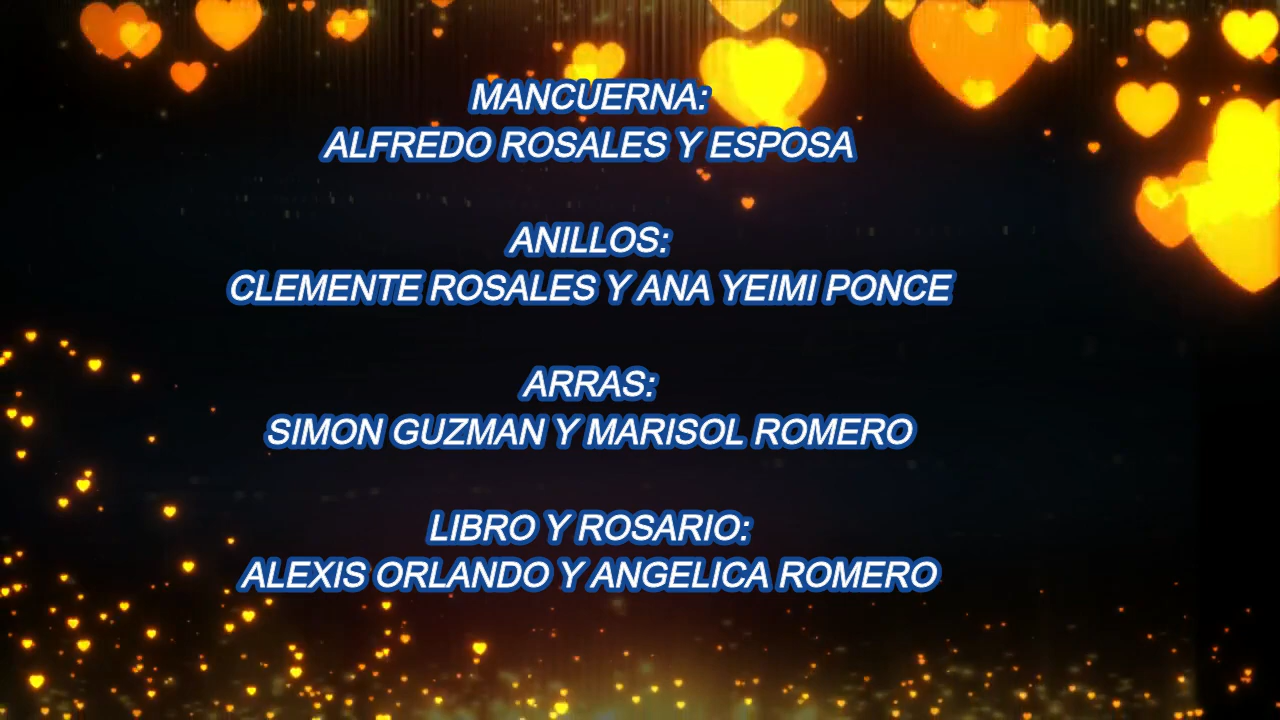 MANCUERNA:
ALFREDO ROSALES Y ESPOSA
ANILLOS:
CLEMENTE ROSALES Y ANA YEIMI PONCE
ARRAS:
SIMON GUZMAN Y MARISOL ROMERO
LIBRO Y ROSARIO:
ALEXIS ORLANDO Y ANGELICA ROMERO